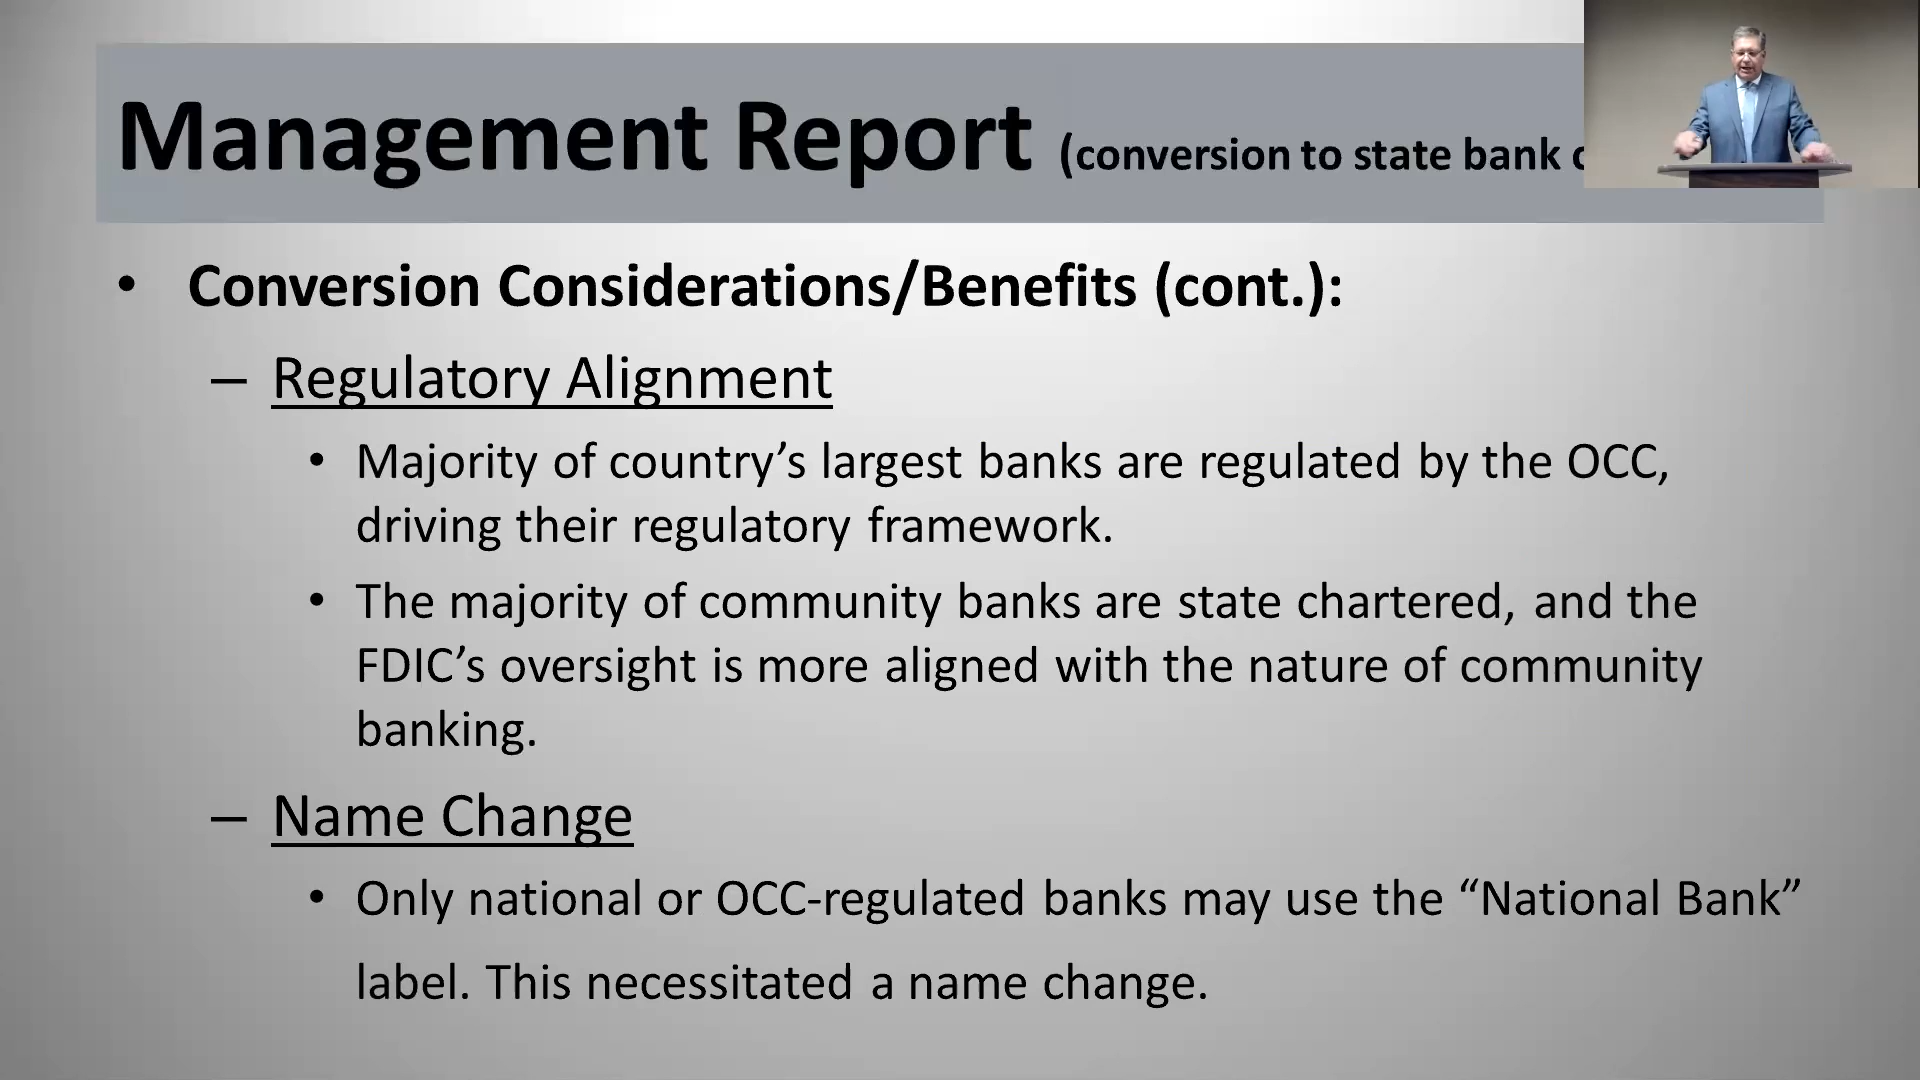 Management Report (conversion to state bank
• Conversion Considerations/Benefits (cont.):
– Regulatory Alignment
• Majority of country’s largest banks are regulated by the OCC,
driving their regulatory framework.
• The majority of community banks are state chartered, and the
FDIC’s oversight is more aligned with the nature of community
banking.
– Name Change
• Only national or OCC-regulated banks may use the “National Bank”
label. This necessitated a name change.